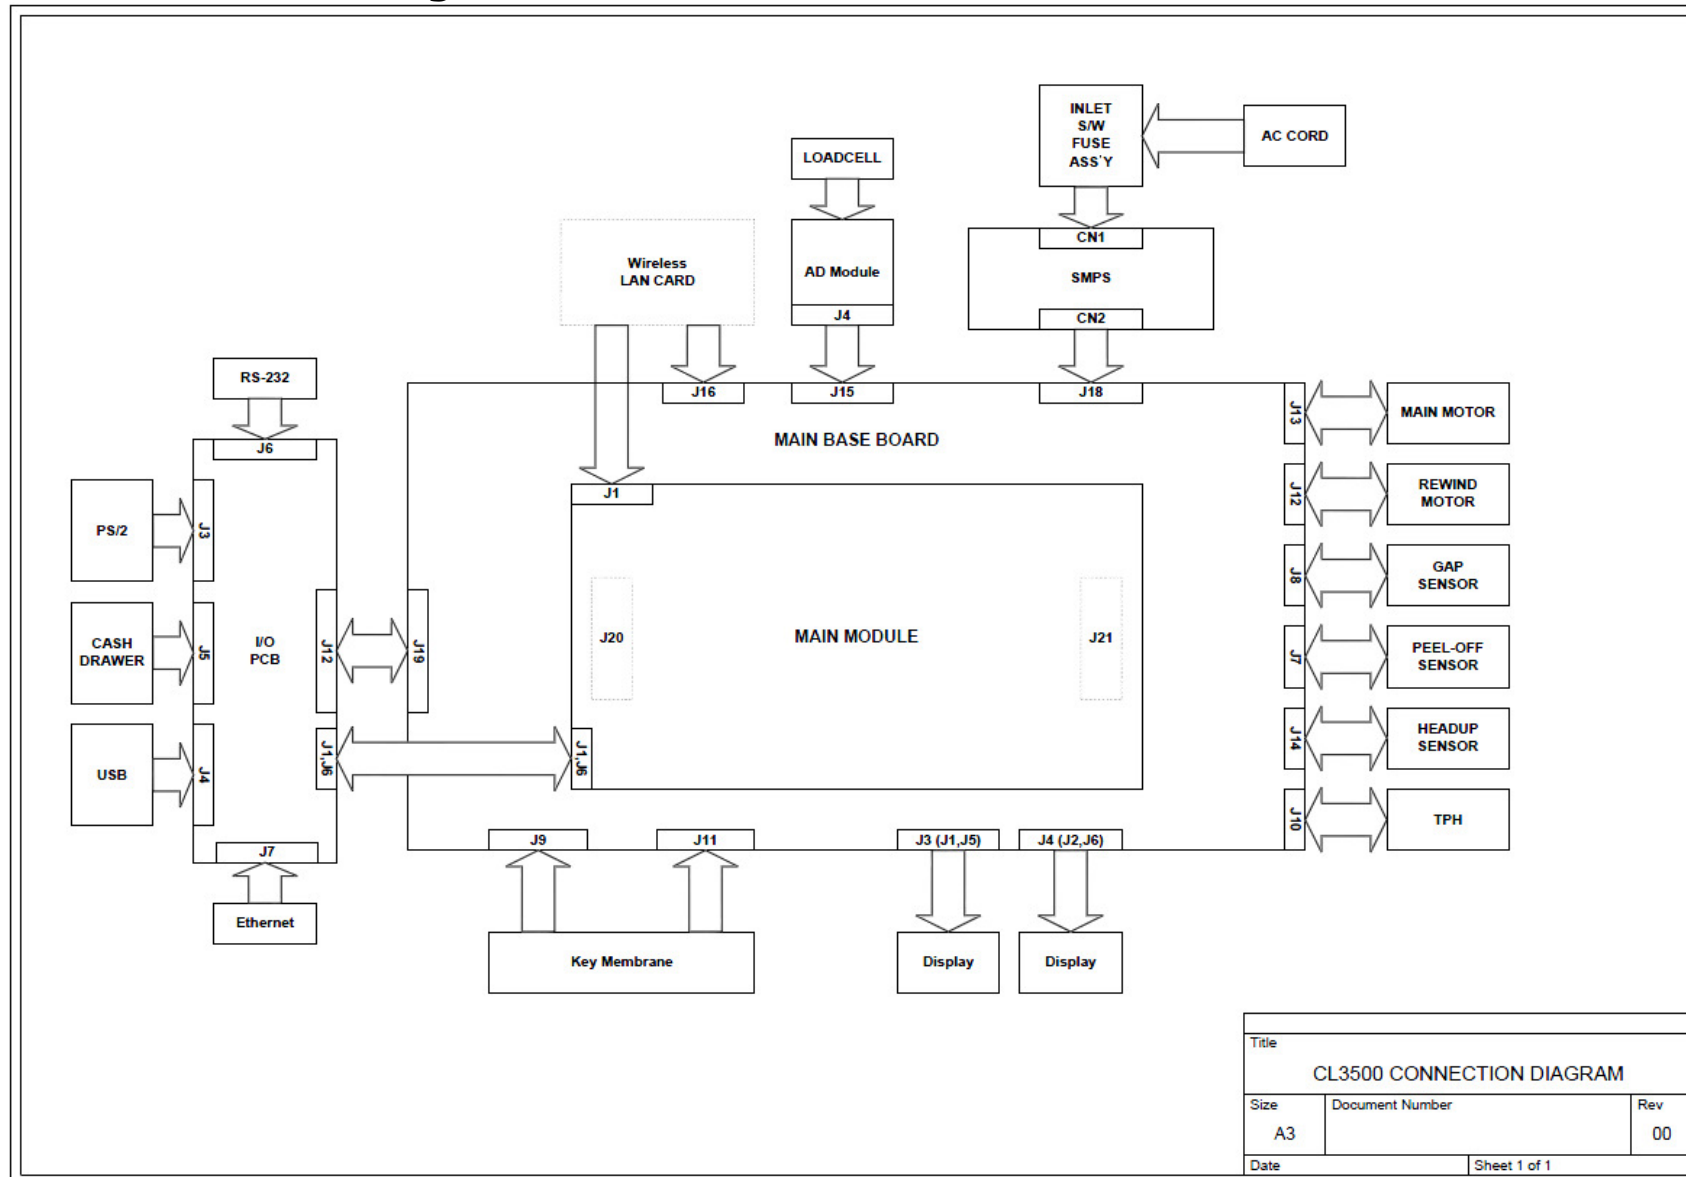 INLET
S/W
FUSE
ASS'Y
AC CORD
LOADCELL
CN1
SMPS
CN2
Wireless
LAN CARD
AD Module
J4
RS-232
J6
J16
J15
J18
MAIN BASE BOARD
J13
MAIN MOTOR
J1
J12
REWIND
MOTOR
PS/2
J3
J8
GAP
SENSOR
CASH
DRAWER
J5
I/O
PCB
J12
J19
J20
MAIN MODULE
J21
J7
PEEL-OFF
SENSOR
USB
J4
J1,J6
J1,J6
J14
HEADUP
SENSOR
J10
TPH
J7
J9
J11
J3 (J1,J5)
J4 (J2,J6)
Ethernet
Key Membrane
Display
Display
Title
CL3500 CONNECTION DIAGRAM
Size
Document Number
Rev
A3
00
Date
Sheet 1 of 1